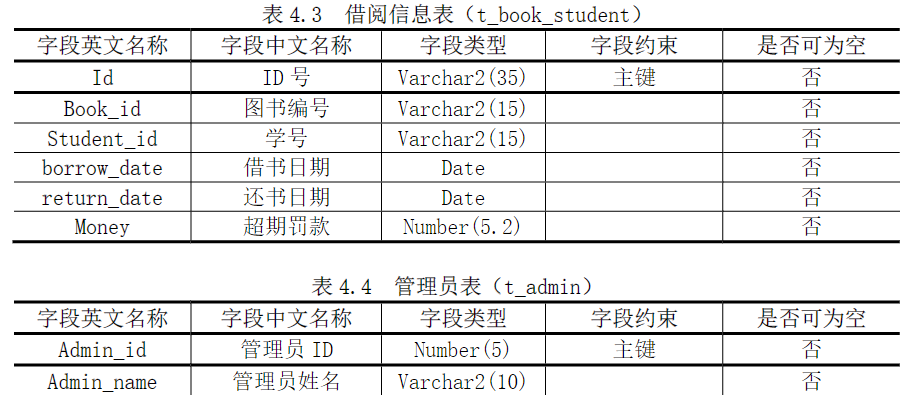 表 4.3 借阅信息表（t_book_student）
字段英文名称 字段中文名称 字段类型 字段约束 是否可为空
Id ID 号 Varchar2(35) 主键 否
Book_id 图书编号 Varchar2(15) 否
Student_id 学号 Varchar2(15) 否
borrow_date 借书日期 Date 否
return_date 还书日期 Date 否
Money 超期罚款 Number(5.2) 否
表 4.4 管理员表（t_admin）
字段英文名称 字段中文名称 字段类型 字段约束 是否可为空
Admin_id 管理员 ID Number(5) 主键 否
Admin_name 管理员姓名 Varchar2(10) 否